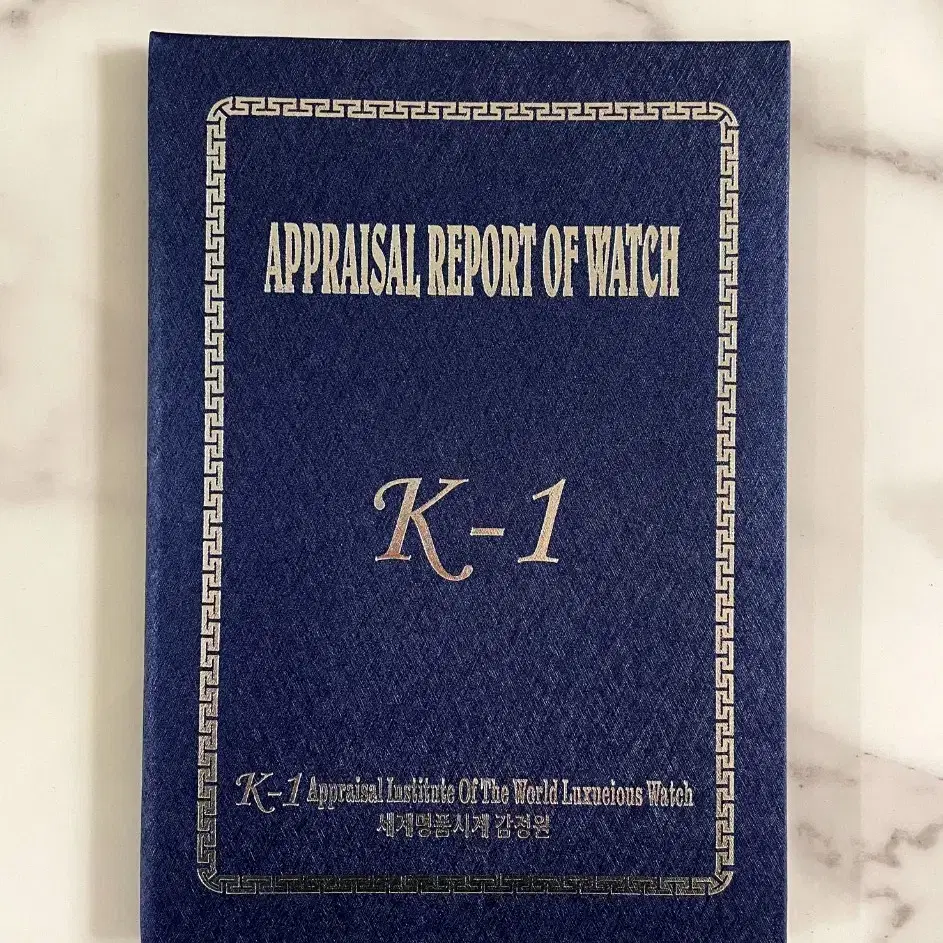 APPRAISAL REPORT OF WATCH
K-1
K-1 Appraisal Institute Of The World Luxueious Watch
세계명품시계 감정원